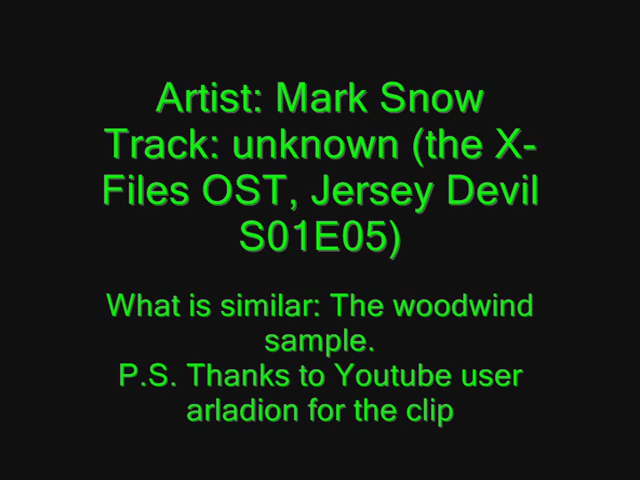 Artist: Mark Snow
Track: unknown (the X-
Files OST, Jersey Devil
S01E05)
What is similar: The woodwind
sample.
P.S. Thanks to Youtube user
arladion for the clip